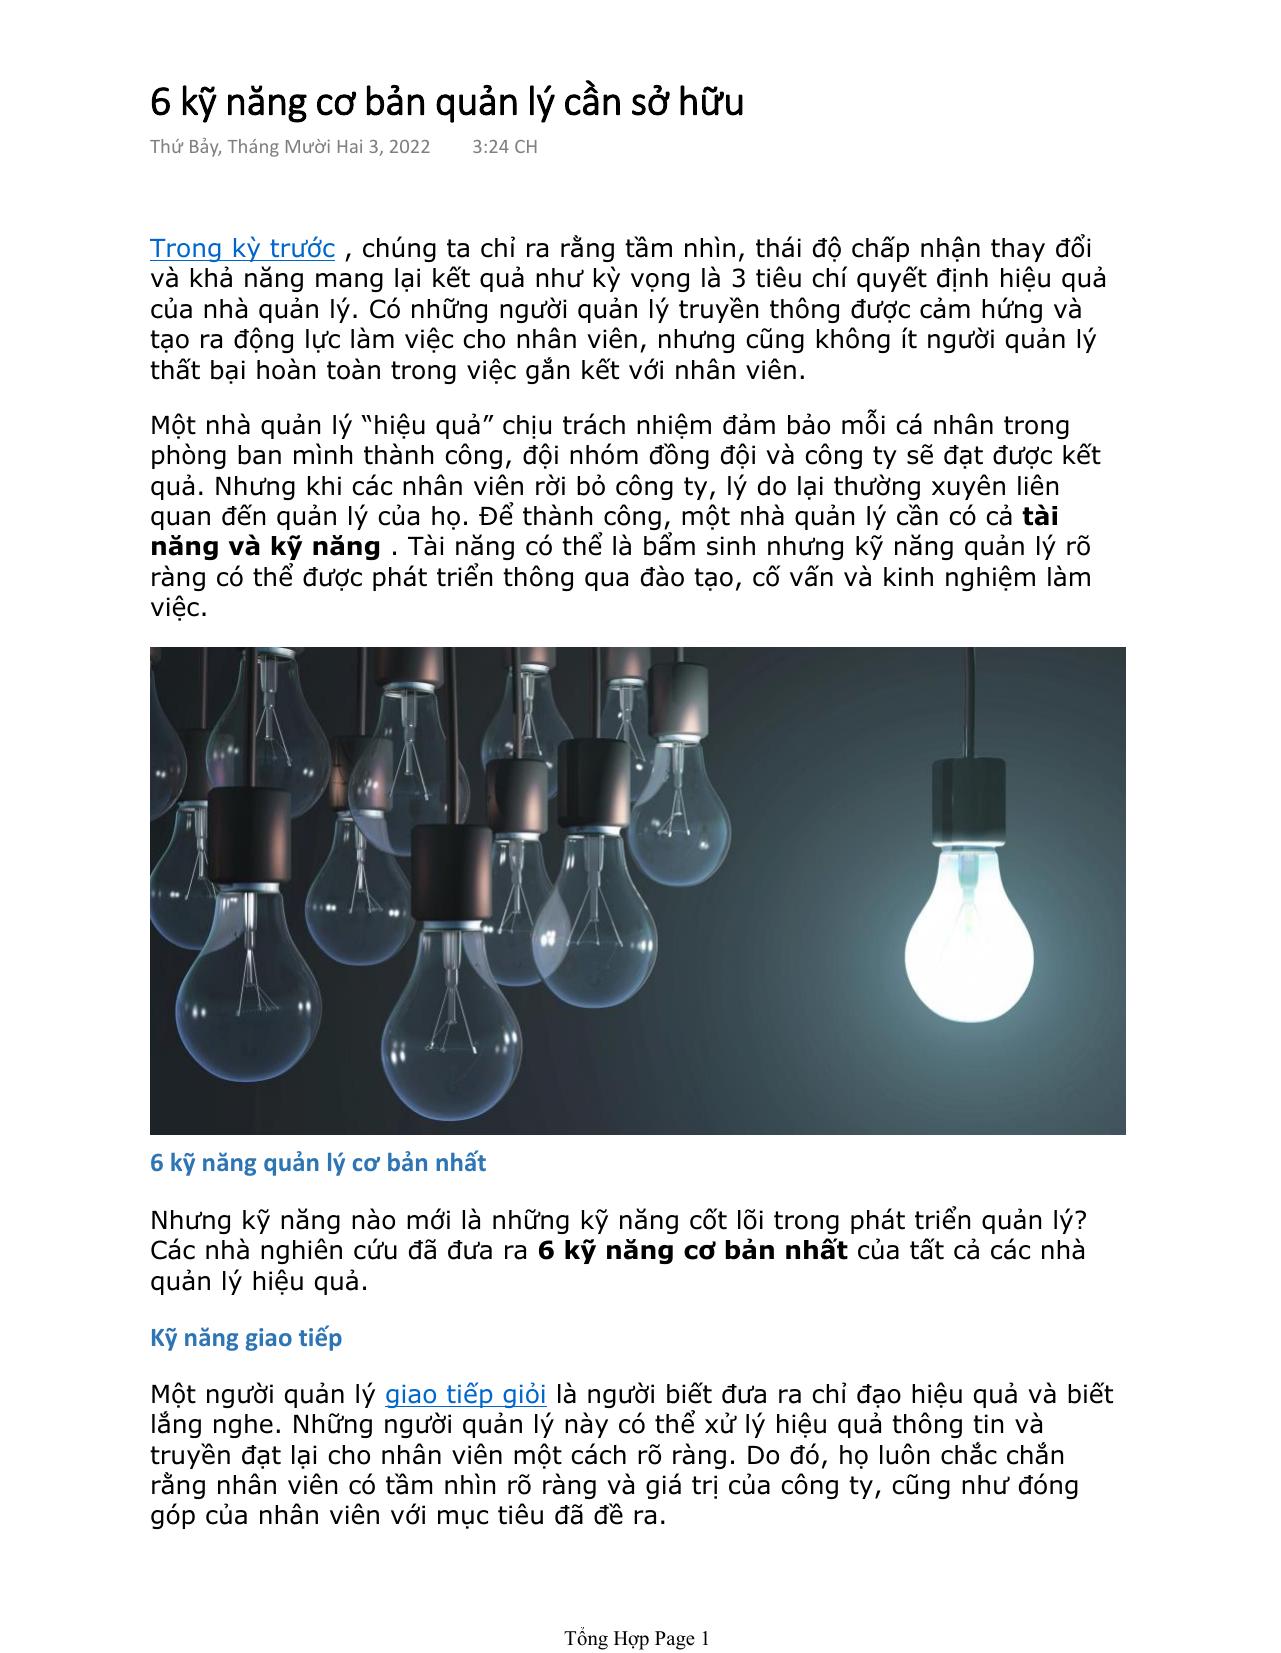 6 kỹ năng cơ bản quản lý cần sở hữu
Thứ Bảy, Tháng Mười Hai 3, 2022 3:24 CH
Trong kỳ trước , chúng ta chỉ ra rằng tầm nhìn, thái độ chấp nhận thay đổi
và khả năng mang lại kết quả như kỳ vọng là 3 tiêu chí quyết định hiệu quả
của nhà quản lý. Có những người quản lý truyền thông được cảm hứng và
tạo ra động lực làm việc cho nhân viên, nhưng cũng không ít người quản lý
thất bại hoàn toàn trong việc gắn kết với nhân viên.
Một nhà quản lý “hiệu quả” chịu trách nhiệm đảm bảo mỗi cá nhân trong
phòng ban mình thành công, đội nhóm đồng đội và công ty sẽ đạt được kết
quả. Nhưng khi các nhân viên rời bỏ công ty, lý do lại thường xuyên liên
quan đến quản lý của họ. Để thành công, một nhà quản lý cần có cả tài
năng và kỹ năng . Tài năng có thể là bẩm sinh nhưng kỹ năng quản lý rõ
ràng có thể được phát triển thông qua đào tạo, cố vấn và kinh nghiệm làm
việc.
6 kỹ năng quản lý cơ bản nhất
Nhưng kỹ năng nào mới là những kỹ năng cốt lõi trong phát triển quản lý?
Các nhà nghiên cứu đã đưa ra 6 kỹ năng cơ bản nhất của tất cả các nhà
quản lý hiệu quả.
Kỹ năng giao tiếp
Một người quản lý giao tiếp giỏi là người biết đưa ra chỉ đạo hiệu quả và biết
lắng nghe. Những người quản lý này có thể xử lý hiệu quả thông tin và
truyền đạt lại cho nhân viên một cách rõ ràng. Do đó, họ luôn chắc chắn
rằng nhân viên có tầm nhìn rõ ràng và giá trị của công ty, cũng như đóng
góp của nhân viên với mục tiêu đã đề ra.
Tổng Hợp Page 1